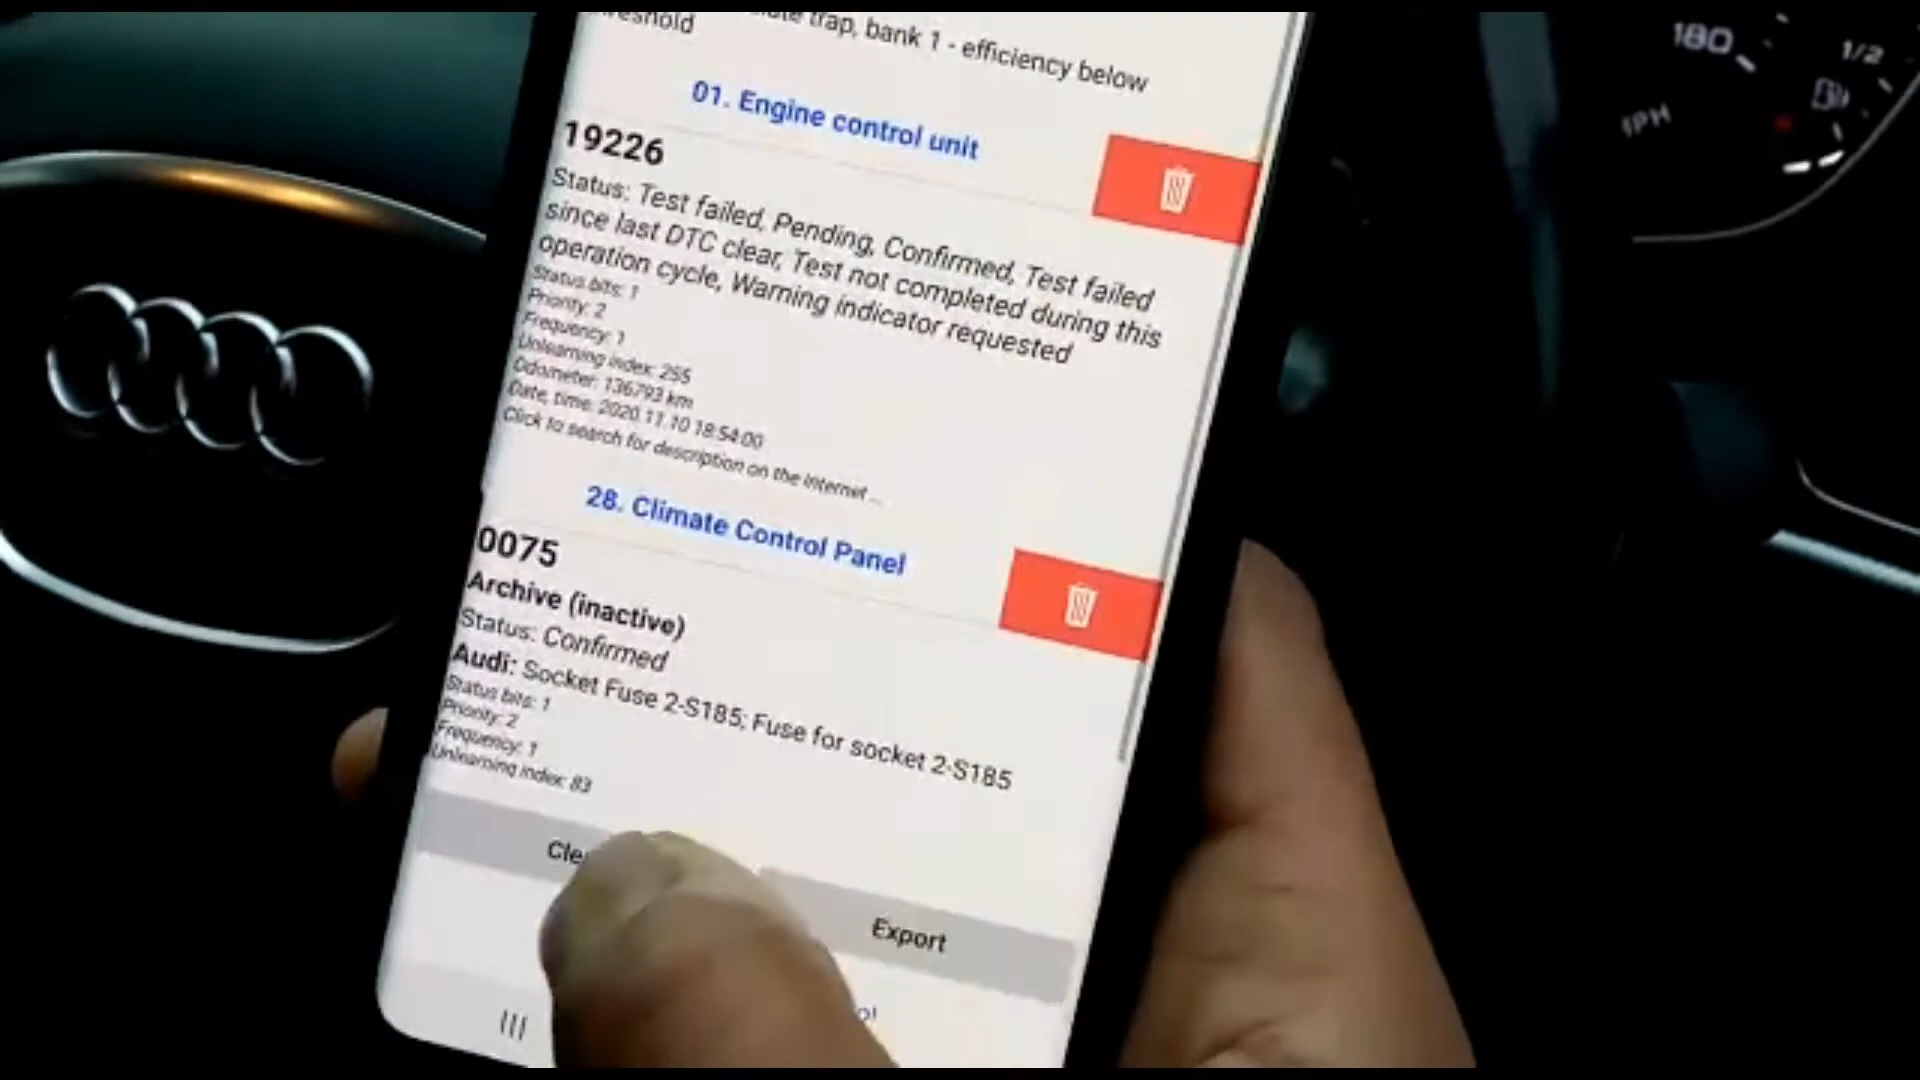 trap, bank 1 - efficiency below
threshold
01. Engine control unit
19226
Status: Test failed, Pending, Confirmed, Test failed
since last DTC clear, Test not completed during this
operation cycle, Warning indicator requested
Status bits: 1
Priority: 2
Frequency: 1
Unlearning index: 255
Odometer: 136793 km
Date, time: 2020.11.10 18:54:00
Click to search for description on the Internet ...
28. Climate Control Panel
0075
Archive (inactive)
Status: Confirmed
Audi: Socket Fuse 2-S185; Fuse for socket 2-S185
Status bits: 1
Priority: 2
Frequency: 1
Unlearning index: 83
Export
180
1/2